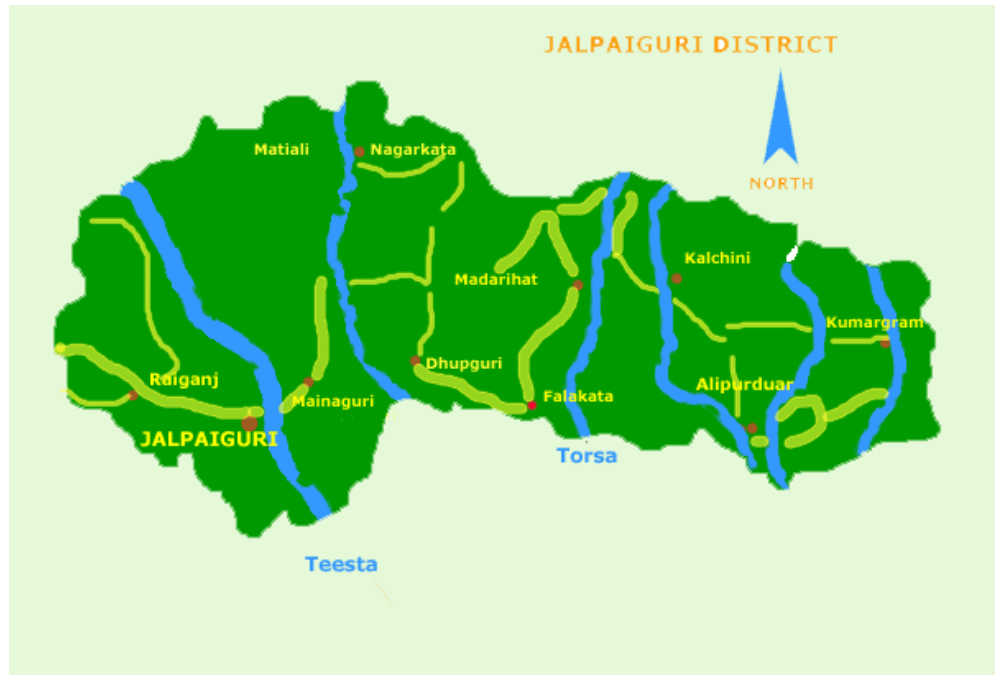 JALPAIGURI DISTRICT
Matiali
Nagarkata
NORTH
Kalchini
Madarihat
Kumargram
Dhupguri
Raiganj
Alipurduar
Mainaguri
Falakata
JALPAIGURI
Torsa
Teesta